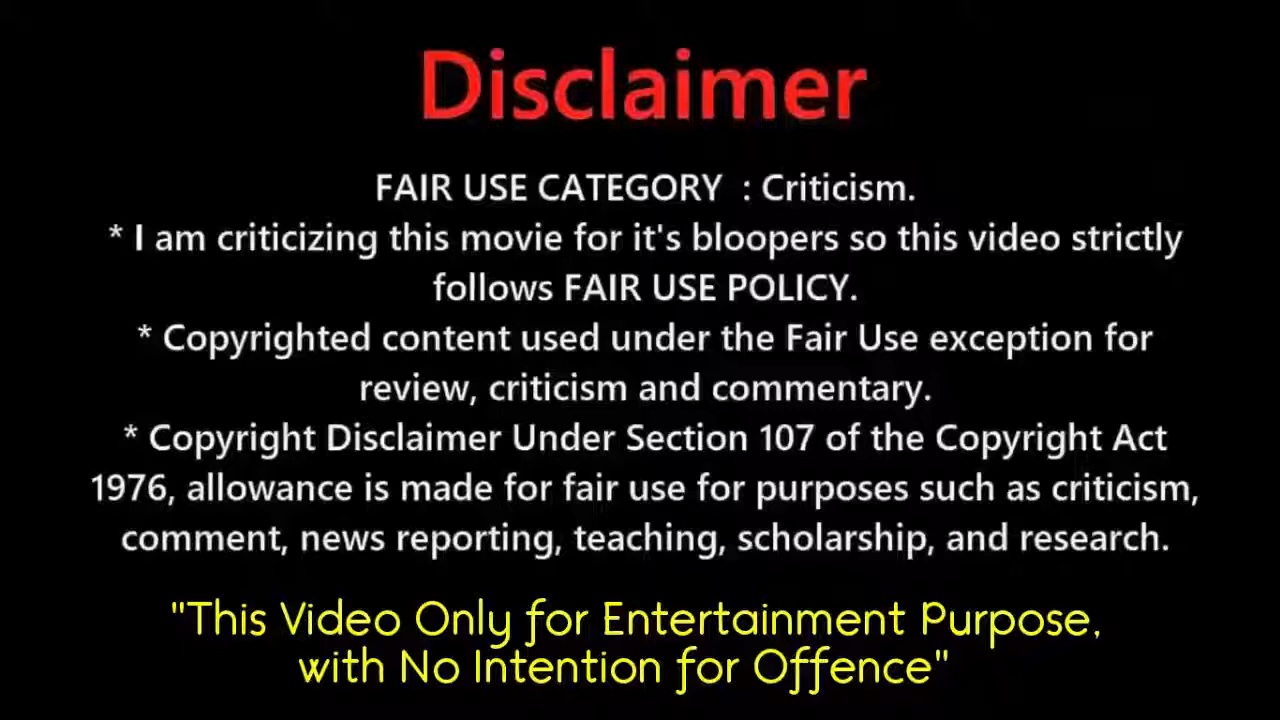 Disclaimer
FAIR USE CATEGORY : Criticism.
* I am criticizing this movie for it's bloopers so this video strictly
follows FAIR USE POLICY.
* Copyrighted content used under the Fair Use exception for
review, criticism and commentary.
* Copyright Disclaimer Under Section 107 of the Copyright Act
1976, allowance is made for fair use for purposes such as criticism,
comment, news reporting, teaching, scholarship, and research.
"This Video Only for Entertainment Purpose,
with No Intention for Offence"